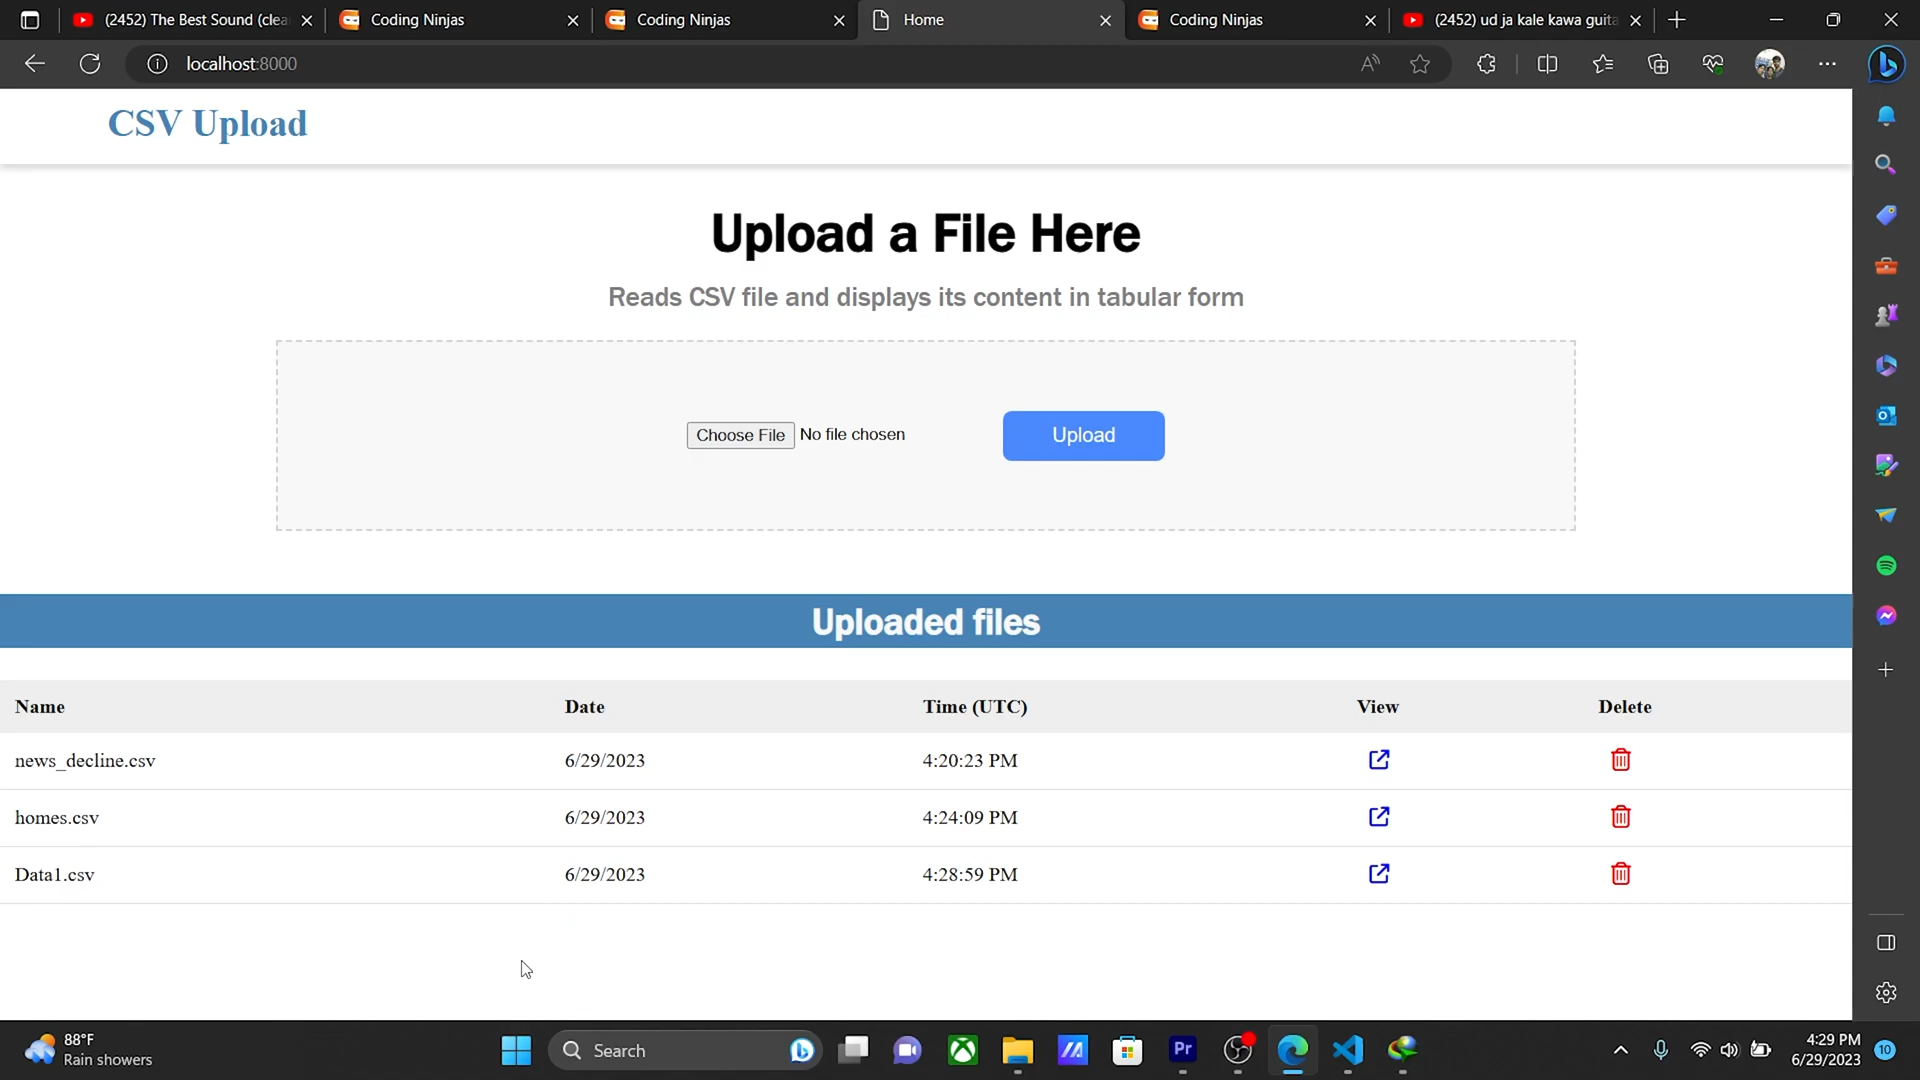 (2452) The Best Sound (clea
Coding Ninjas
Coding Ninjas
Home
Coding Ninjas
(2452) ud ja kale kawa guita
localhost:8000
CSV Upload
Upload a File Here
Reads CSV file and displays its content in tabular form
Choose File No file chosen
Upload
Uploaded files
Name Date Time (UTC) View Delete
news_decline.csv 6/29/2023 4:20:23 PM
homes.csv 6/29/2023 4:24:09 PM
Data1.csv 6/29/2023 4:28:59 PM
88°F
Rain showers
Search
Pr
4:29 PM
6/29/2023
10